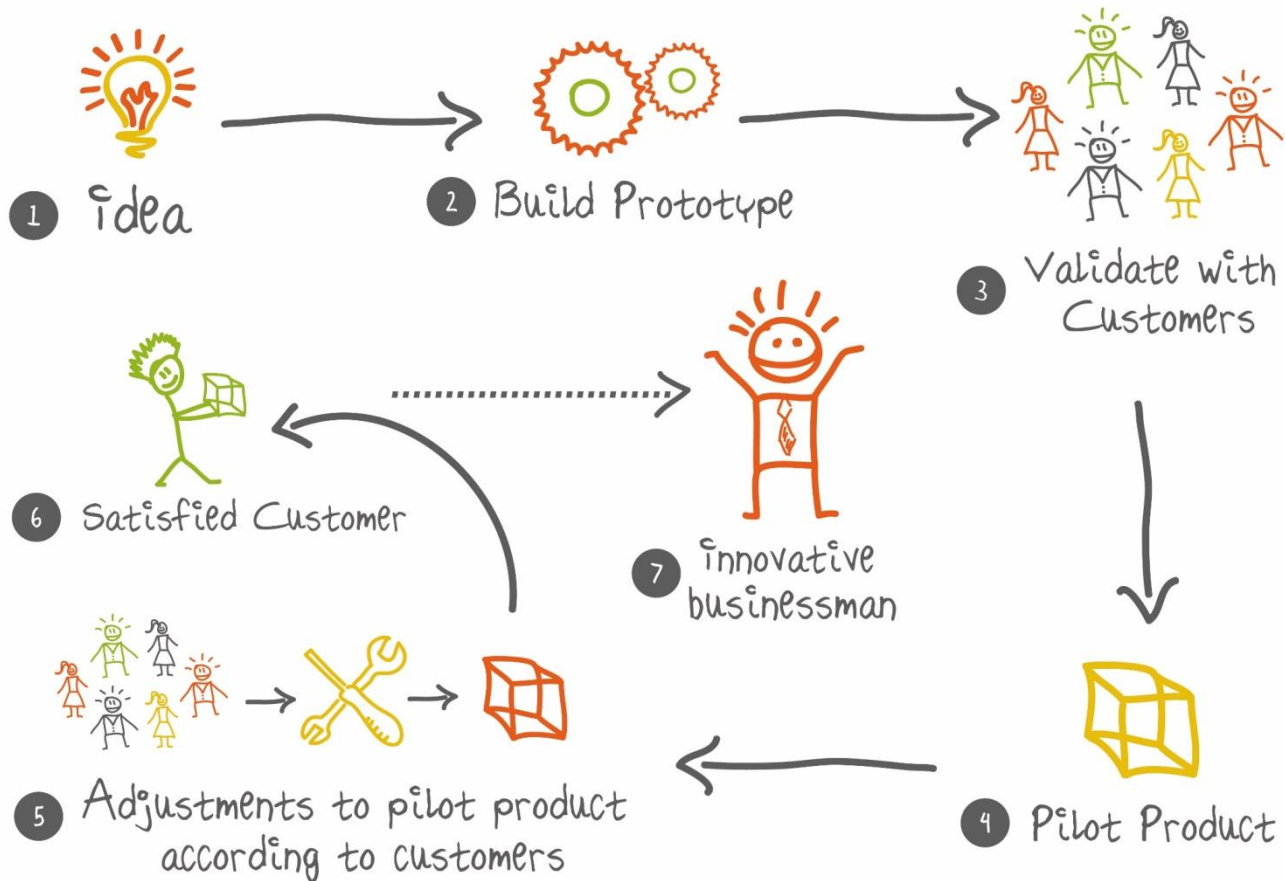 1 idea
2 Build Prototype
3 Validate with
Customers
4 Pilot Product
5 Adjustments to pilot product
according to customers
6 Satisfied Customer
7 innovative
businessman